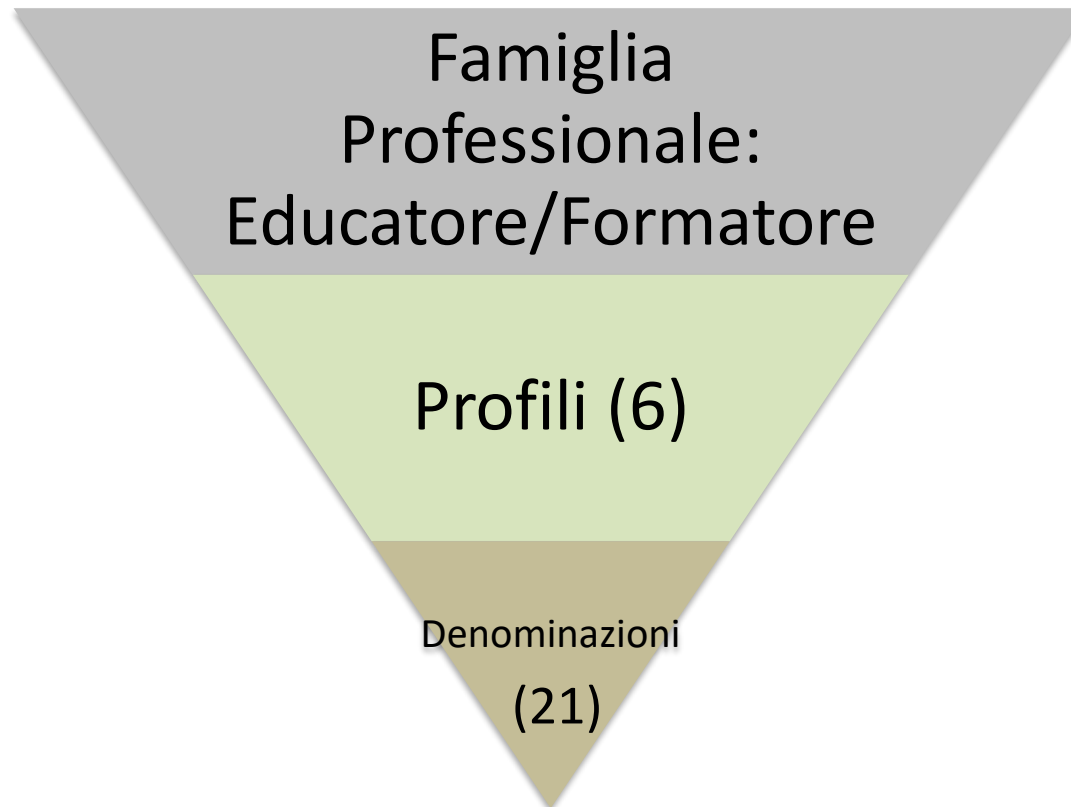 Famiglia
Professionale:
Educatore/Formatore
Profili (6)
Denominazioni
(21)